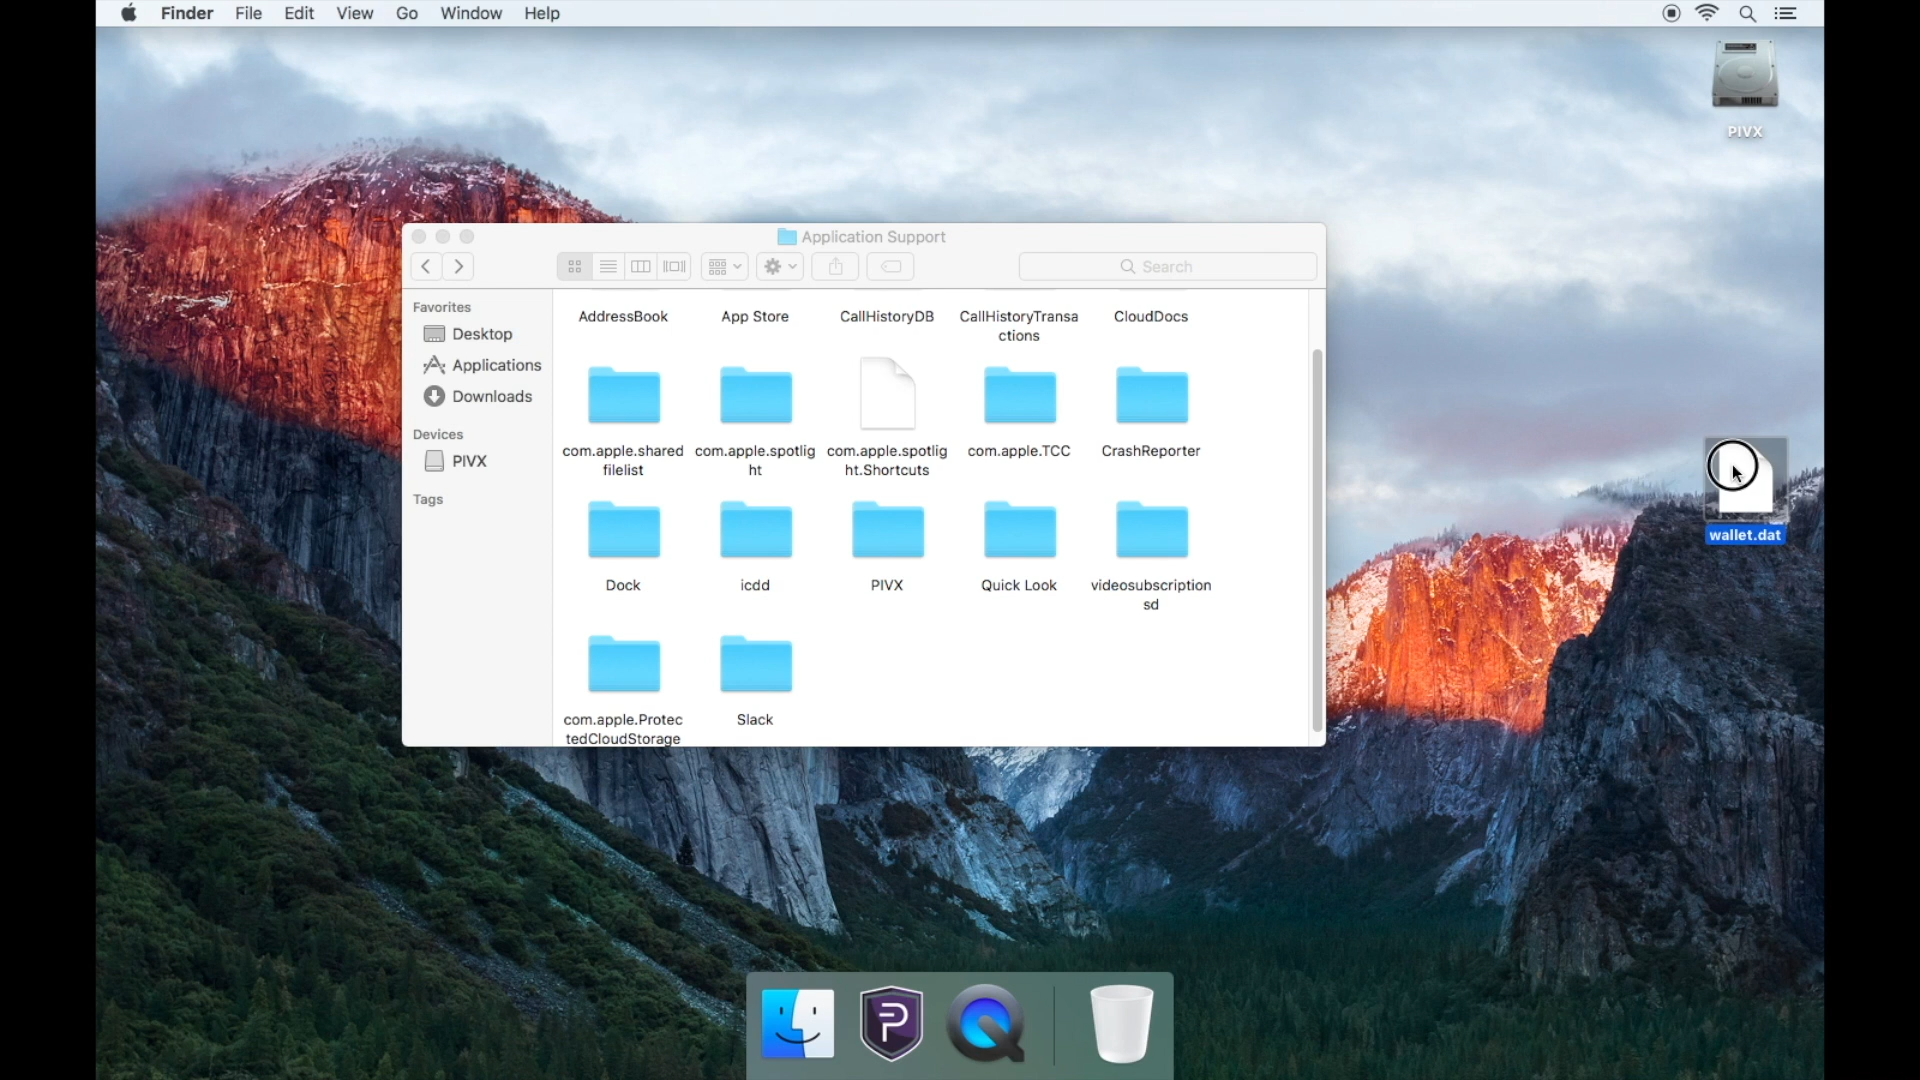 Finder File Edit View Go Window Help
PIVX
Application Support
Search
Favorites
Desktop
Applications
Downloads
Devices
PIVX
Tags
AddressBook App Store CallHistoryDB CallHistoryTransa CloudDocs
ctions
com.apple.shared com.apple.spotlig com.apple.spotlig com.apple.TCC CrashReporter
filelist ht ht.Shortcuts
wallet.dat
Dock icdd PIVX Quick Look videosubscription
sd
com.apple.Protec Slack
tedCloudStorage